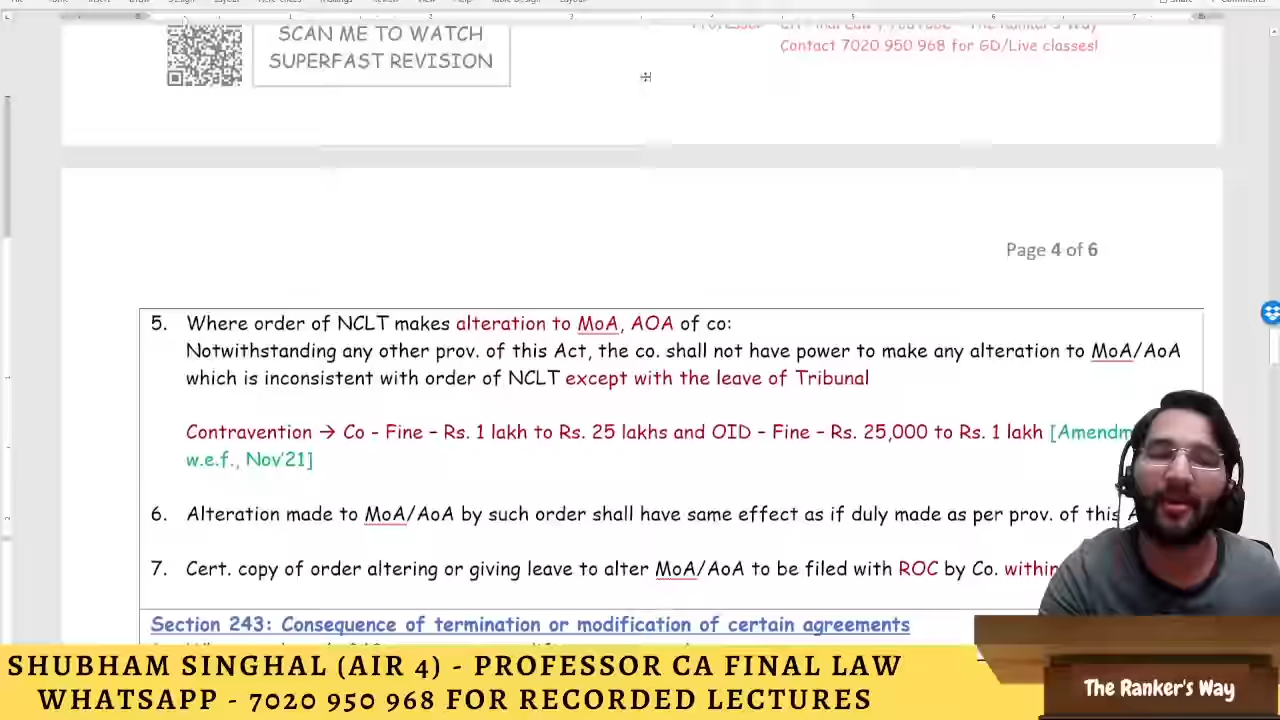 SCAN ME TO WATCH
SUPERFAST REVISION
Contact 7020 950 968 for GD/Live classes!
Page 4 of 6
5. Where order of NCLT makes alteration to MoA, AOA of co:
Notwithstanding any other prov. of this Act, the co. shall not have power to make any alteration to MoA/AoA
which is inconsistent with order of NCLT except with the leave of Tribunal
Contravention → Co - Fine – Rs. 1 lakh to Rs. 25 lakhs and OID – Fine – Rs. 25,000 to Rs. 1 lakh
w.e.f., Nov'21]
6. Alteration made to MoA/AoA by such order shall have same effect as if duly made as per prov. of this
7. Cert. copy of order altering or giving leave to alter MoA/AoA to be filed with ROC by Co. within
Section 243: Consequence of termination or modification of certain agreements
SHUBHAM SINGHAL (AIR 4) - PROFESSOR CA FINAL LAW
WHATSAPP - 7020 950 968 FOR RECORDED LECTURES
The Ranker's Way